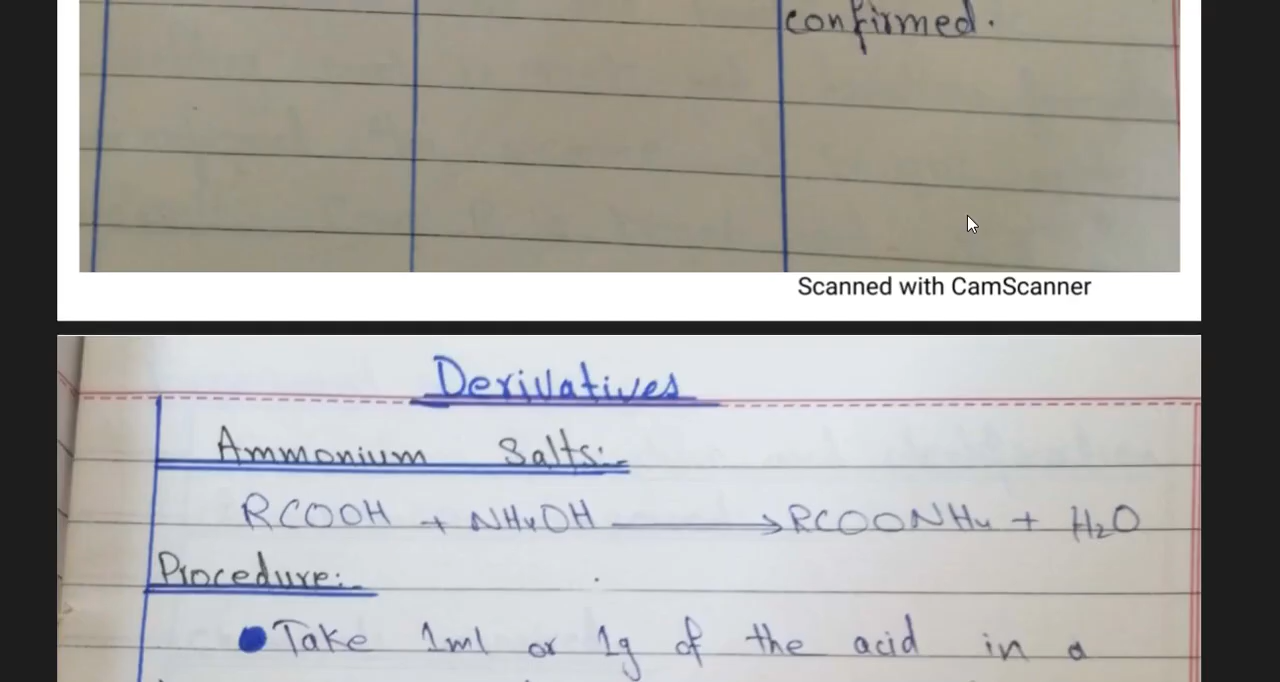 confirmed.
Scanned with CamScanner
Derivatives
Ammonium Salts:-
RCOOH + NH4OH ⟶ RCOONH4 + H2O
Procedure:-
● Take 1ml or 1g of the acid in a